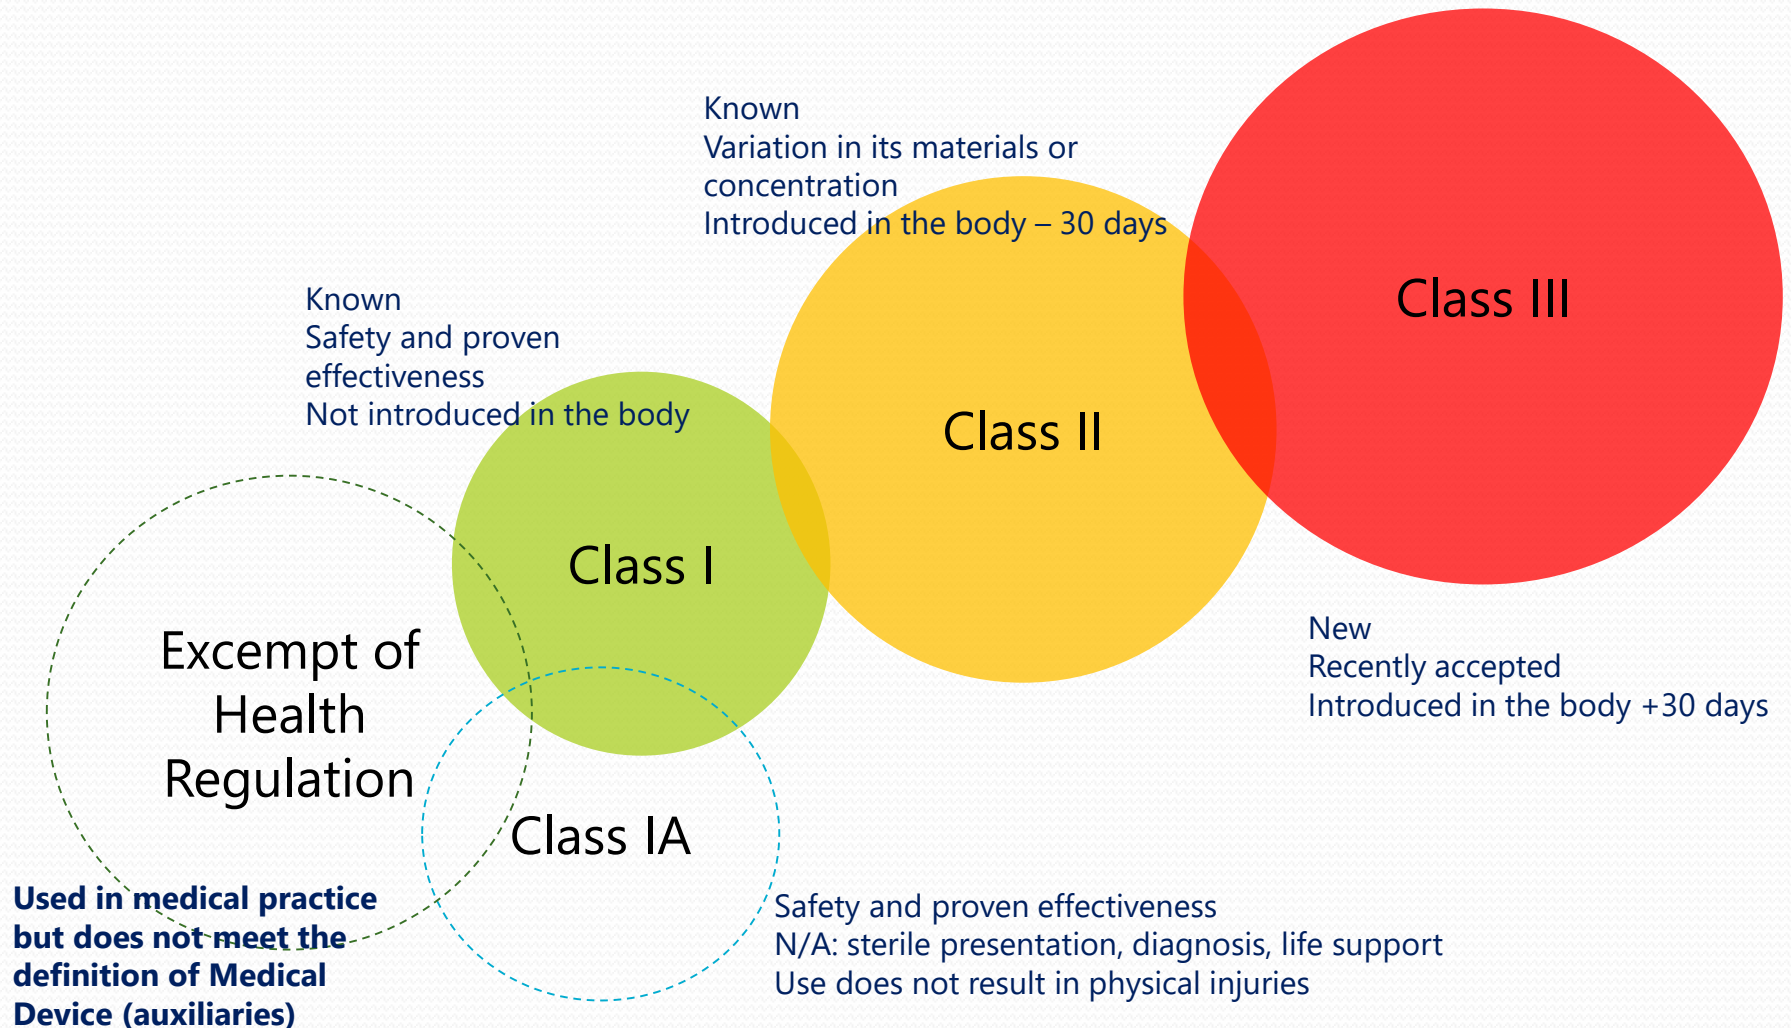 Known
Variation in its materials or
concentration
Introduced in the body – 30 days
Class III
Known
Safety and proven
effectiveness
Not introduced in the body
Class II
Class I
New
Recently accepted
Introduced in the body +30 days
Excempt of
Health
Regulation
Class IA
Used in medical practice
but does not meet the
definition of Medical
Device (auxiliaries)
Safety and proven effectiveness
N/A: sterile presentation, diagnosis, life support
Use does not result in physical injuries